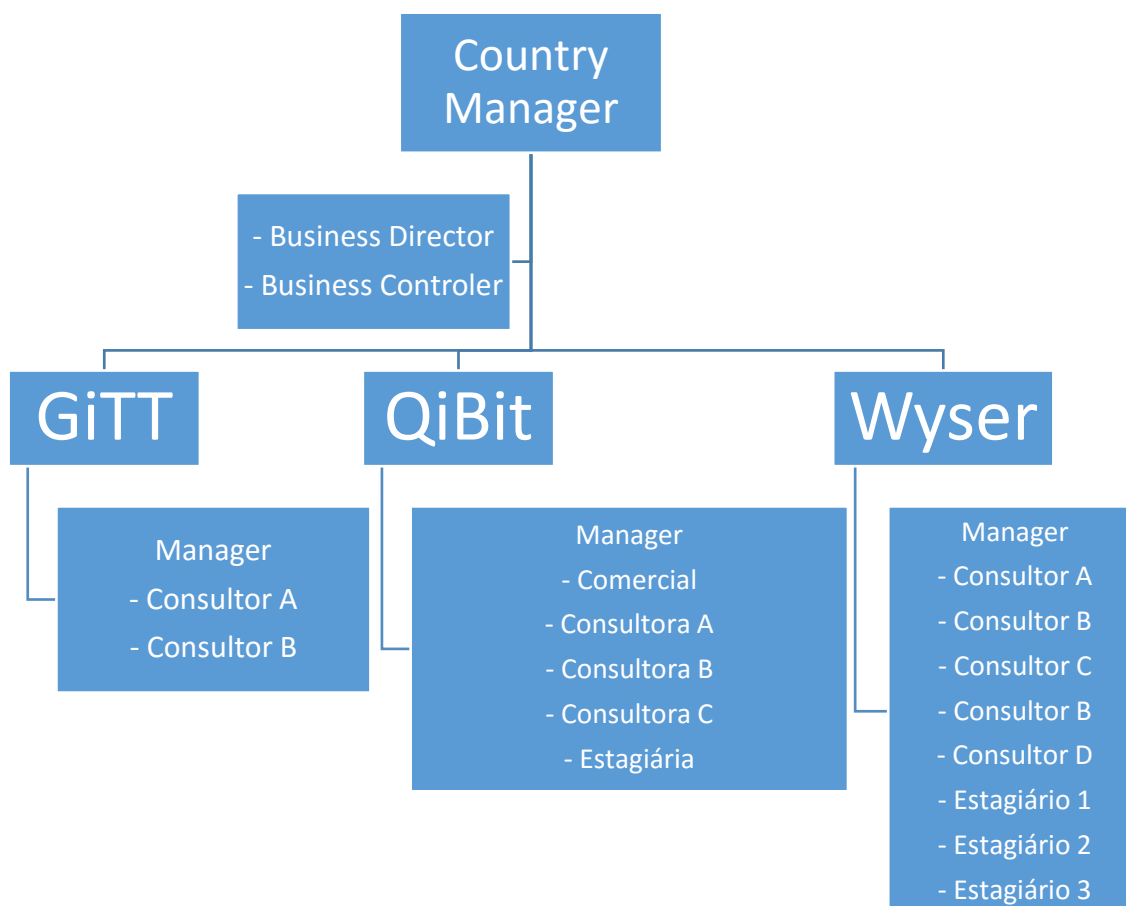 Country
Manager
- Business Director
- Business Controler
GiTT
QiBit
Wyser
Manager
- Consultor A
- Consultor B
Manager
- Comercial
- Consultora A
- Consultora B
- Consultora C
- Estagiária
Manager
- Consultor A
- Consultor B
- Consultor C
- Consultor B
- Consultor D
- Estagiário 1
- Estagiário 2
- Estagiário 3